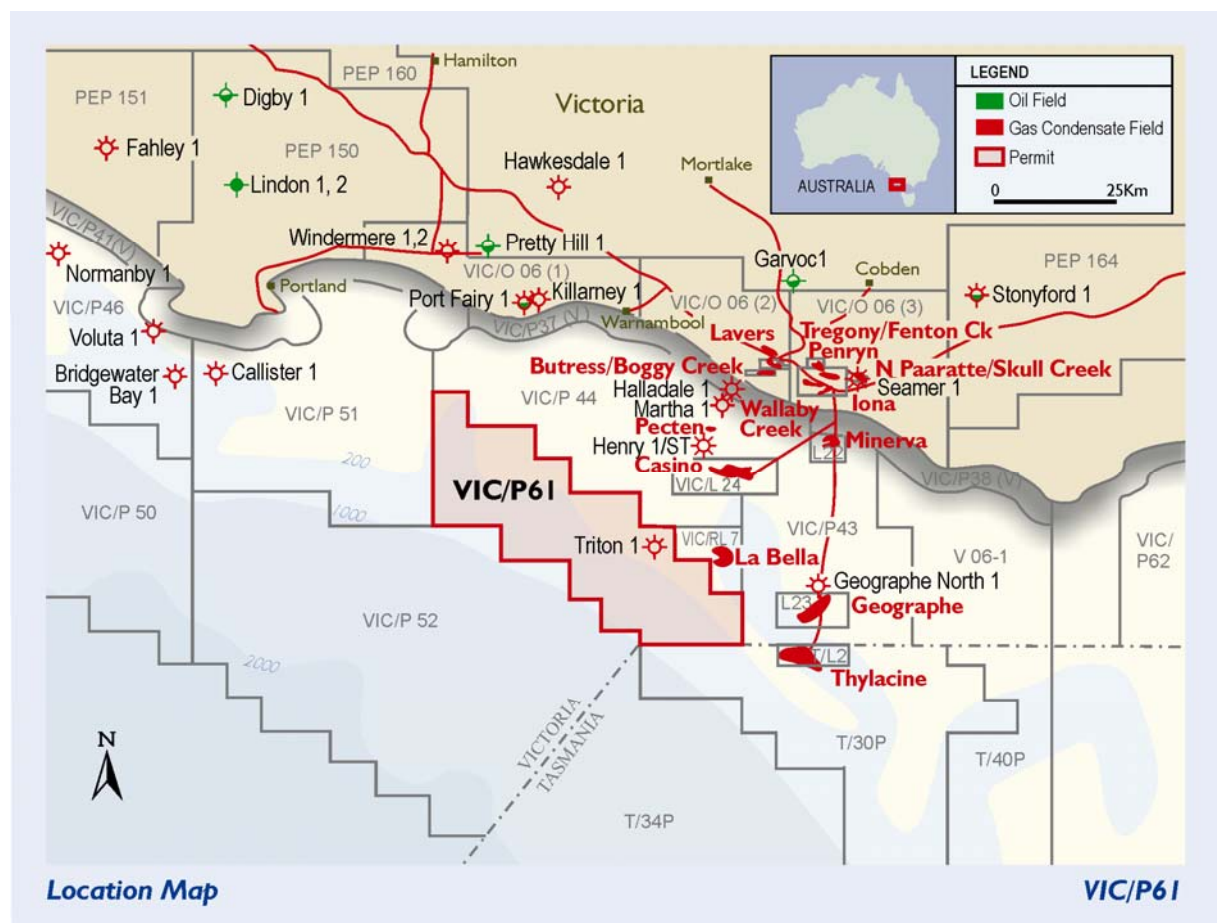 Hamilton
PEP 160
PEP 151
Digby 1
Victoria
Fahley 1
PEP 150
Hawkesdale 1
Mortlake
Lindon 1, 2
AUSTRALIA
LEGEND
Oil Field
Gas Condensate Field
Permit
0 25Km
VIC/P41(V)
Windermere 1,2
Pretty Hill 1
Garvoc1
Cobden
PEP 164
Normanby 1
VIC/O 06 (1)
Portland
Port Fairy 1
Killarney 1
VIC/O 06 (2)
VIC/O 06 (3)
Stonyford 1
VIC/P46
Warnambool
VIC/P37 (V)
Voluta 1
Lavers
Tregony/Fenton Ck
Penryn
Bridgewater
Bay 1
Callister 1
Butress/Boggy Creek
N Paaratte/Skull Creek
Halladale 1
Seamer 1
VIC/P 44
Martha 1
Wallaby
Creek
Iona
VIC/P 51
Pecten
Henry 1/ST
Minerva
L22
Casino
200
VIC/P61
VIC/L 24
VIC/P38 (V)
VIC/P 50
1000
VIC/P43
Triton 1
VIC/RL 7
La Bella
V 06-1
VIC/
P62
Geographe North 1
L23
Geographe
VIC/P 52
2000
T/L2
Thylacine
N
VICTORIA
TASMANIA
T/30P
T/40P
T/34P
Location Map
VIC/P61